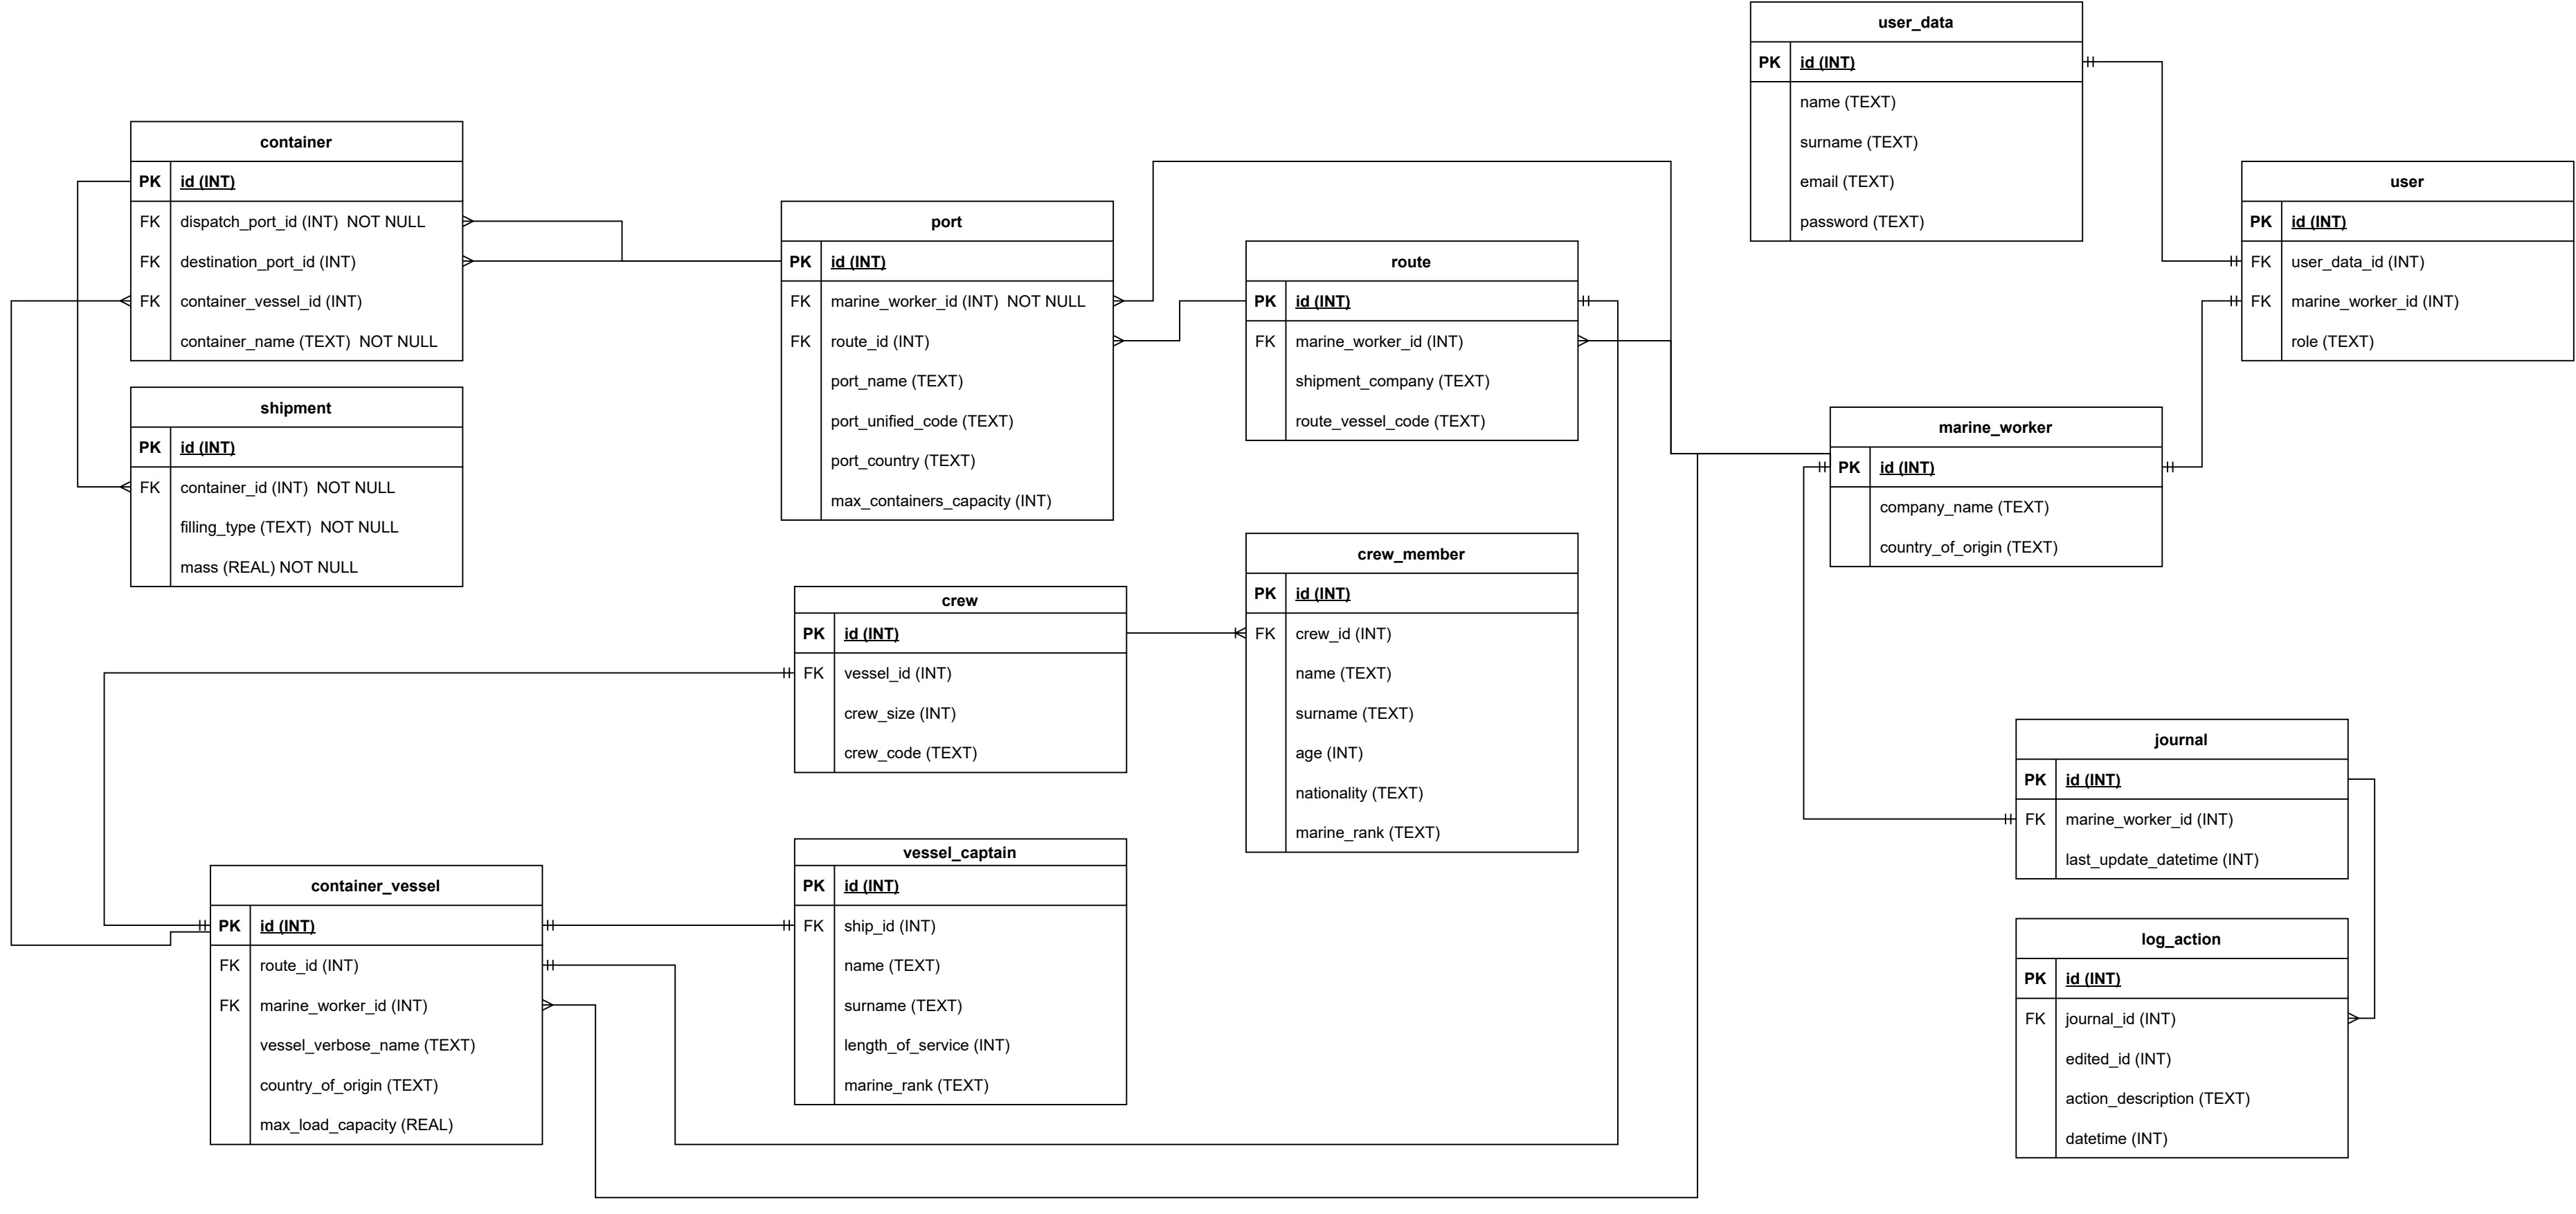 user_data
PK id (INT)
name (TEXT)
surname (TEXT)
email (TEXT)
password (TEXT)
container
PK id (INT)
FK dispatch_port_id (INT) NOT NULL
FK destination_port_id (INT)
FK container_vessel_id (INT)
container_name (TEXT) NOT NULL
user
PK id (INT)
FK user_data_id (INT)
FK marine_worker_id (INT)
role (TEXT)
port
PK id (INT)
FK marine_worker_id (INT) NOT NULL
FK route_id (INT)
port_name (TEXT)
port_unified_code (TEXT)
port_country (TEXT)
max_containers_capacity (INT)
route
PK id (INT)
FK marine_worker_id (INT)
shipment_company (TEXT)
route_vessel_code (TEXT)
shipment
PK id (INT)
FK container_id (INT) NOT NULL
filling_type (TEXT) NOT NULL
mass (REAL) NOT NULL
marine_worker
PK id (INT)
company_name (TEXT)
country_of_origin (TEXT)
crew_member
PK id (INT)
FK crew_id (INT)
name (TEXT)
surname (TEXT)
age (INT)
nationality (TEXT)
marine_rank (TEXT)
crew
PK id (INT)
FK vessel_id (INT)
crew_size (INT)
crew_code (TEXT)
journal
PK id (INT)
FK marine_worker_id (INT)
last_update_datetime (INT)
vessel_captain
PK id (INT)
FK ship_id (INT)
name (TEXT)
surname (TEXT)
length_of_service (INT)
marine_rank (TEXT)
container_vessel
PK id (INT)
FK route_id (INT)
FK marine_worker_id (INT)
vessel_verbose_name (TEXT)
country_of_origin (TEXT)
max_load_capacity (REAL)
log_action
PK id (INT)
FK journal_id (INT)
edited_id (INT)
action_description (TEXT)
datetime (INT)